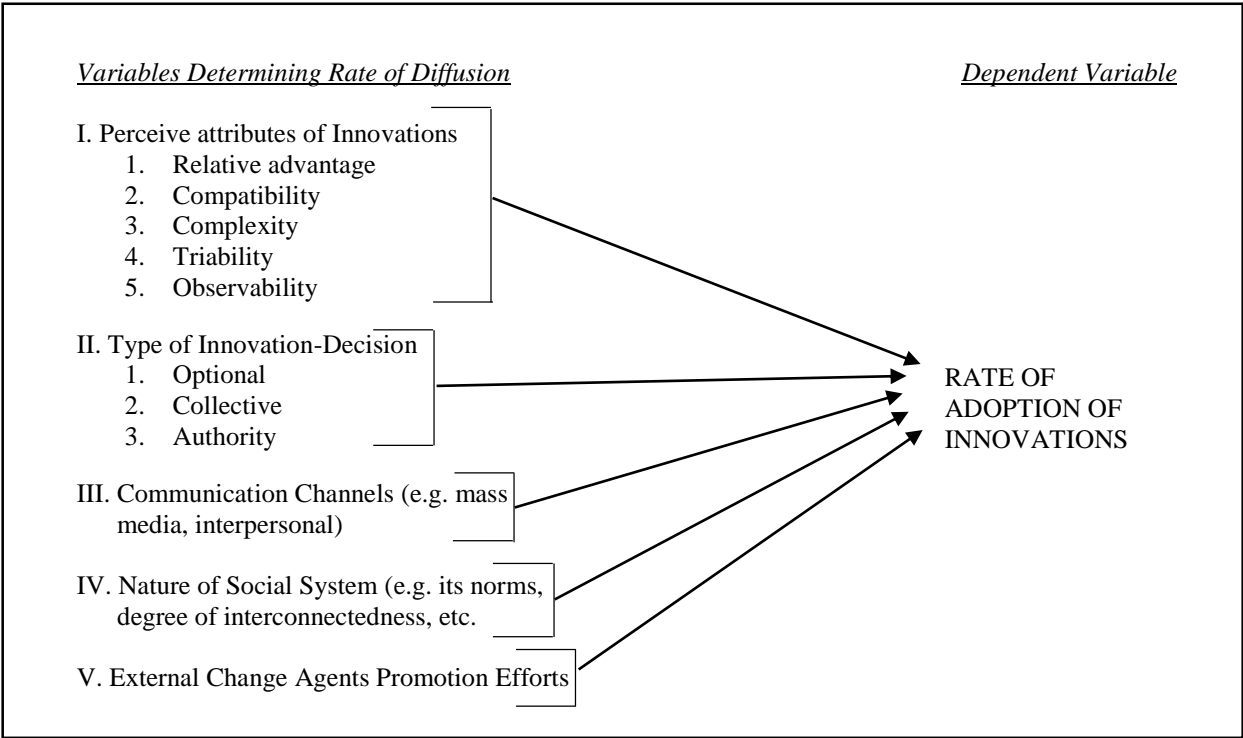 Variables Determining Rate of Diffusion
Dependent Variable
I. Perceive attributes of Innovations
1. Relative advantage
2. Compatibility
3. Complexity
4. Triability
5. Observability
II. Type of Innovation-Decision
1. Optional
2. Collective
3. Authority
III. Communication Channels (e.g. mass
media, interpersonal)
IV. Nature of Social System (e.g. its norms,
degree of interconnectedness, etc.
V. External Change Agents Promotion Efforts
RATE OF
ADOPTION OF
INNOVATIONS